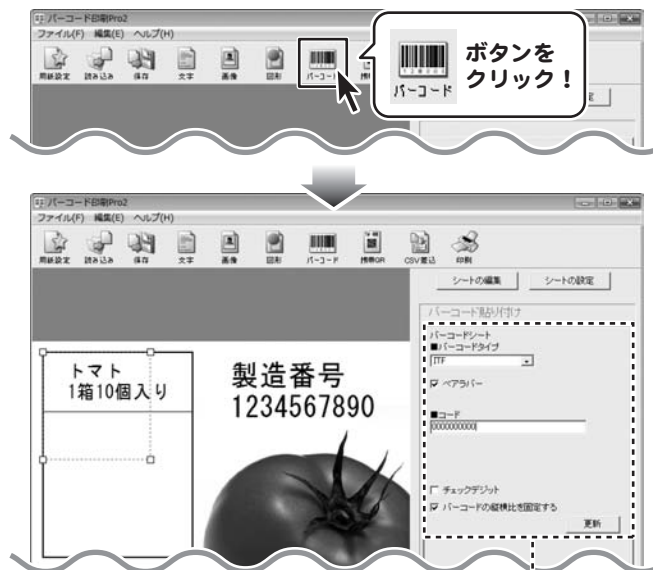 バーコード印刷Pro2
ファイル(F) 編集(E) ヘルプ(H)
用紙設定 読み込み 保存 文字 画像 図形 バーコード
バーコード
ボタンを
クリック！
バーコード印刷Pro2
ファイル(F) 編集(E) ヘルプ(H)
用紙設定 読み込み 保存 文字 画像 図形 バーコード 携帯QR CSV差込 印刷
シートの編集 シートの設定
バーコード貼り付け
バーコードシート
■バーコードタイプ
ITF
ベアラバー
■コード
0000000000
チェックデジット
バーコードの縦横比を固定する
更新
トマト
1箱10個入り
製造番号
1234567890